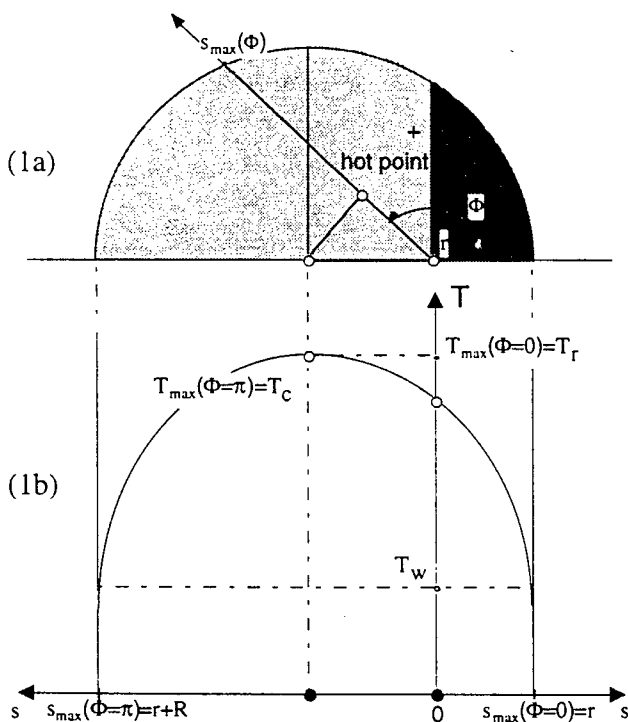 s_max(Φ)
(1a)
+
hot point
Φ
r
T
T_max(Φ=0)=T_r
T_max(Φ=π)=T_c
(1b)
T_w
s s_max(Φ=π)=r+R 0 s_max(Φ=0)=r s